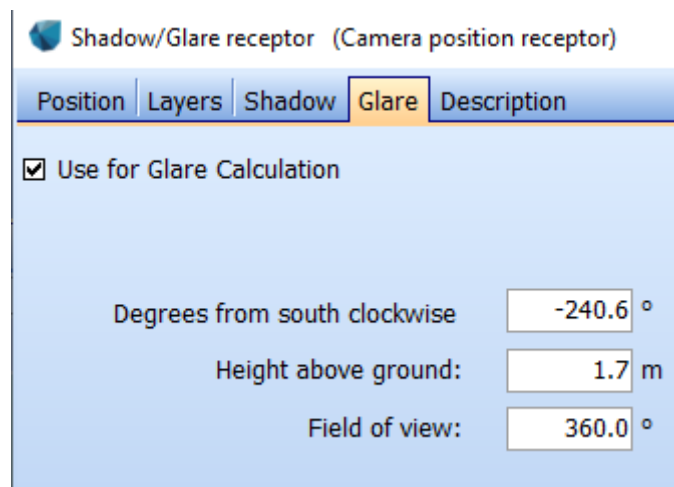 Shadow/Glare receptor (Camera position receptor)
Position Layers Shadow Glare Description
Use for Glare Calculation
Degrees from south clockwise -240.6 °
Height above ground: 1.7 m
Field of view: 360.0 °